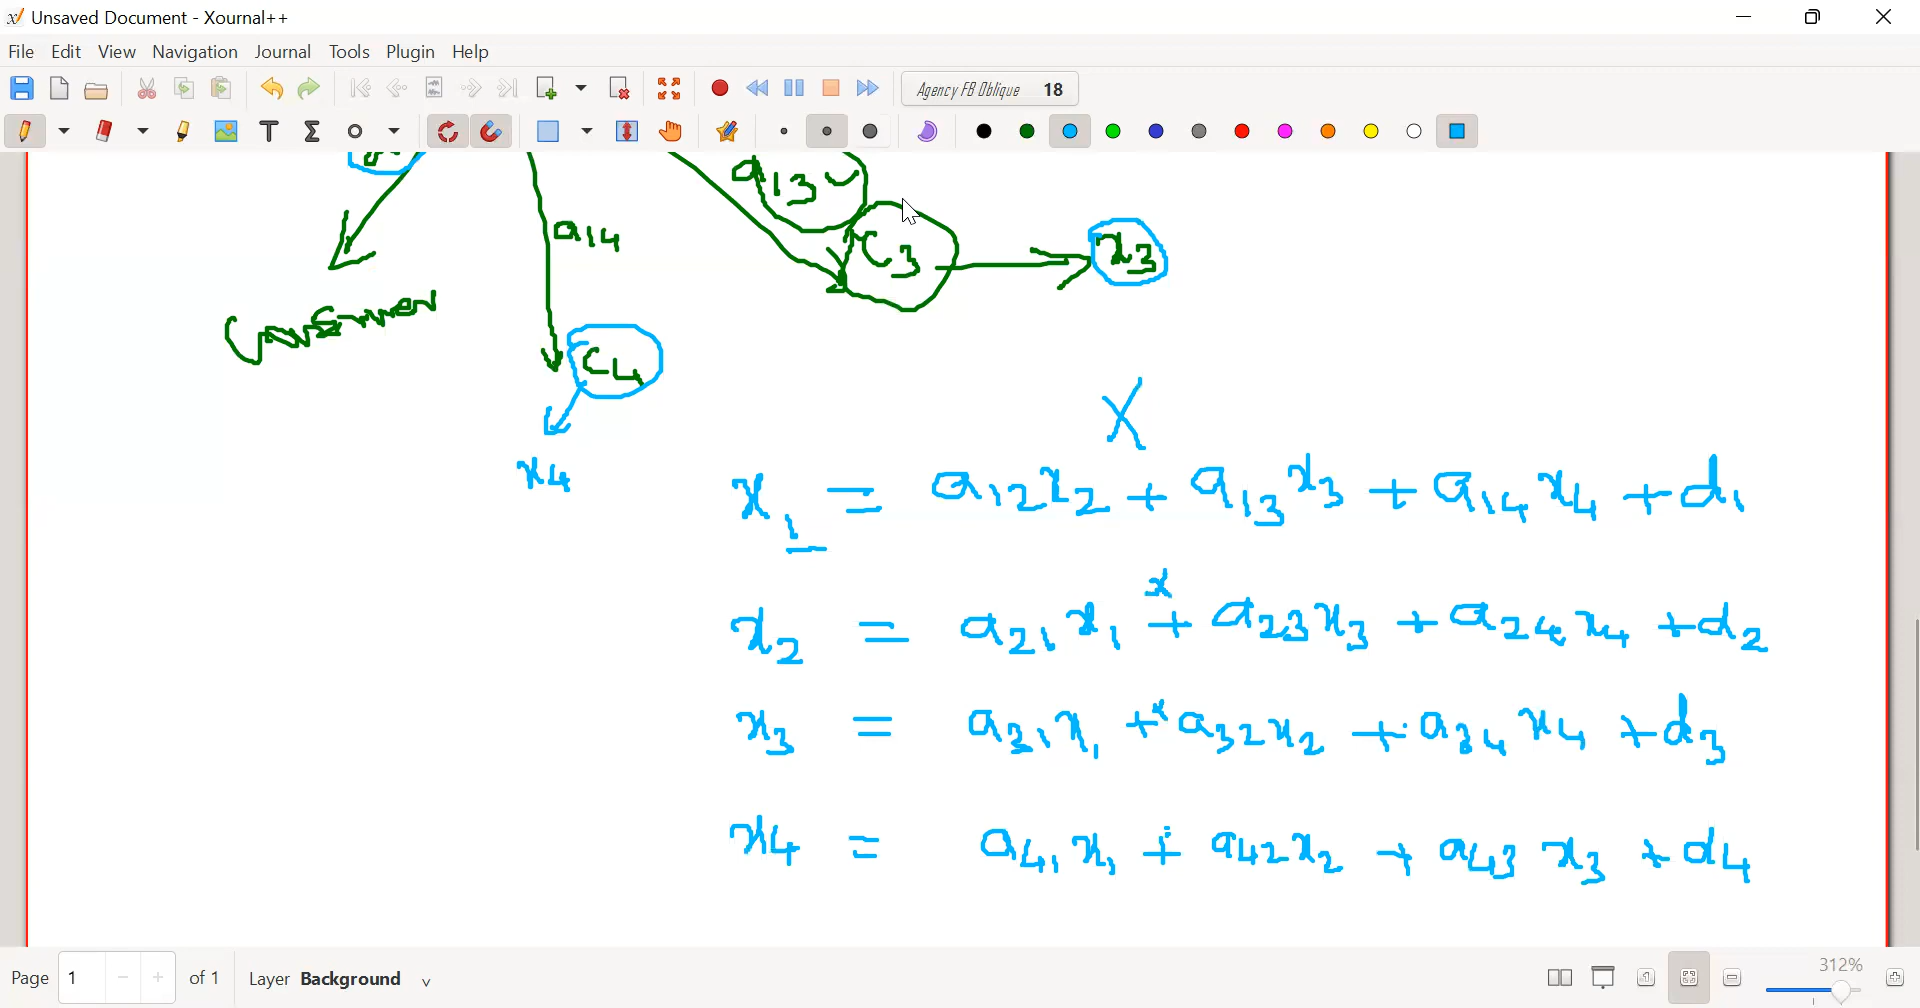 Unsaved Document - Xournal++
File Edit View Navigation Journal Tools Plugin Help
Agency FB Oblique 18
a13
a14
C3
x3
C4
X
x4
x1 = a12x2 + a13x3 + a14x4 + d1
x2 = a21x1 + a23x3 + a24x4 + d2
x3 = a31x1 + a32x2 + a34x4 + d3
x4 = a41x1 + a42x2 + a43x3 + d4
Page 1 of 1 Layer Background 312%